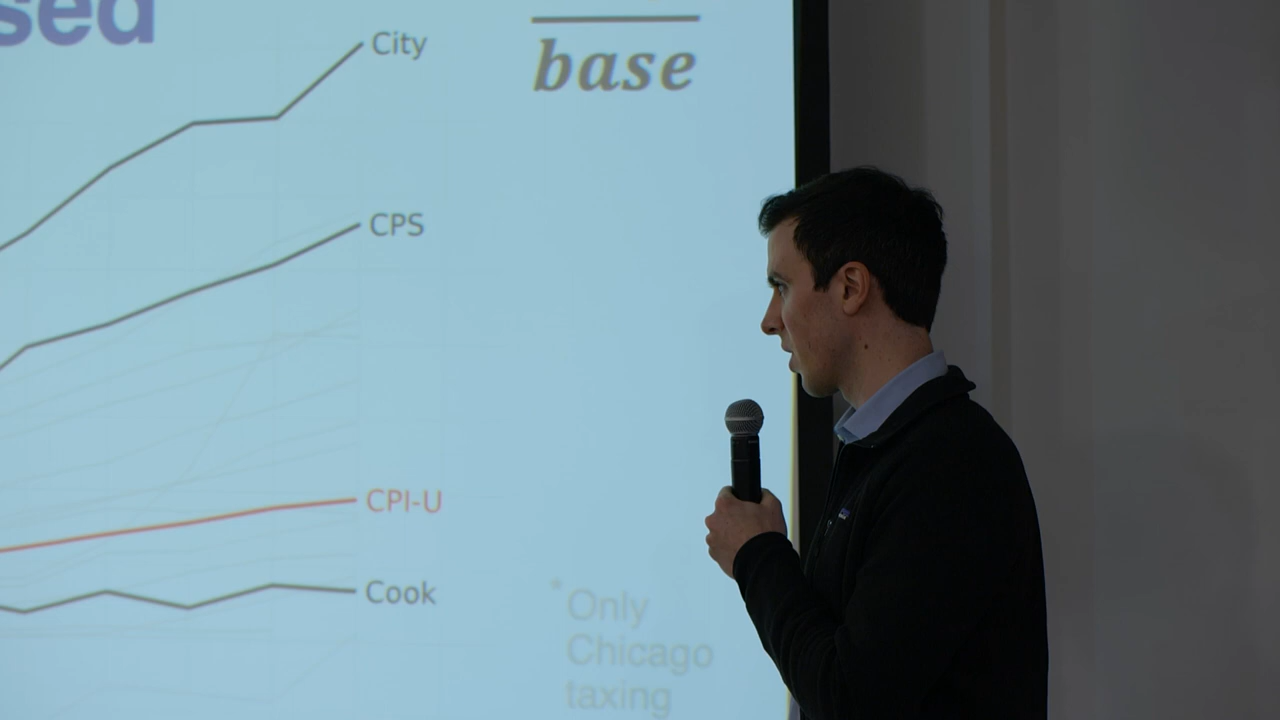 sed
City
base
CPS
CPI-U
Cook
* Only
Chicago
taxing